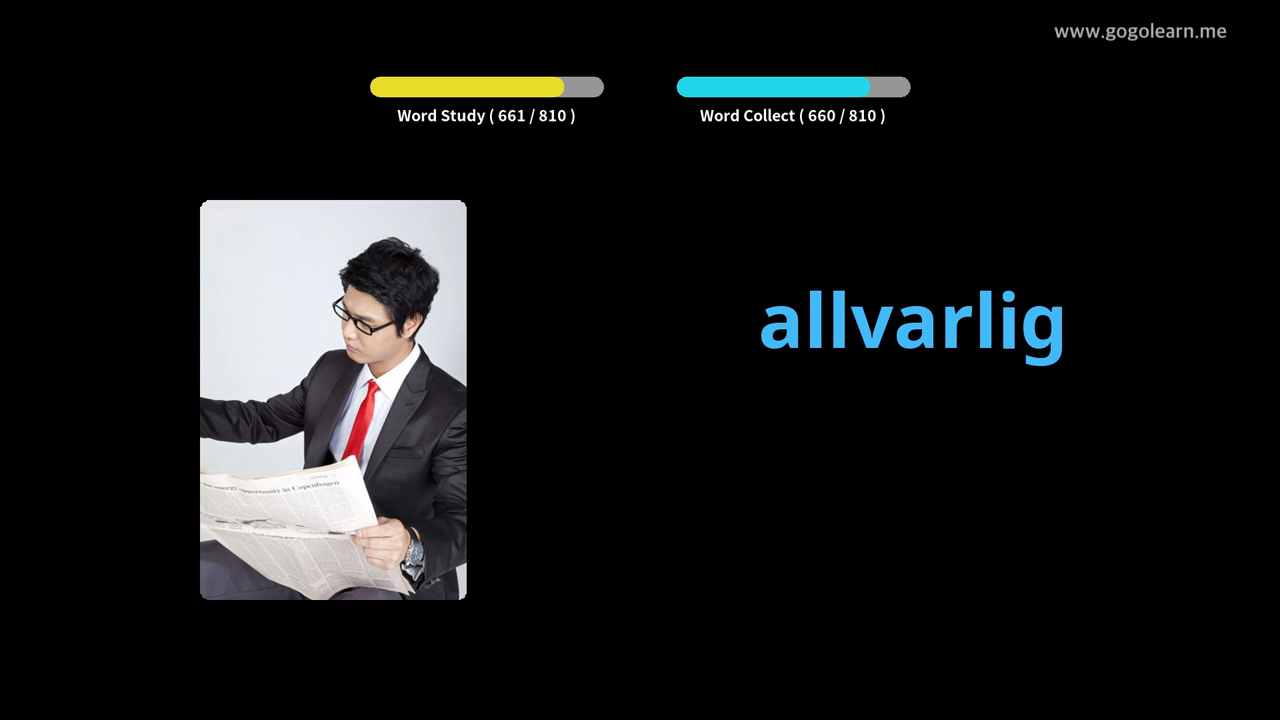 www.gogolearn.me
Word Study ( 661 / 810 )
Word Collect ( 660 / 810 )
allvarlig
opportunity in Copenhagen